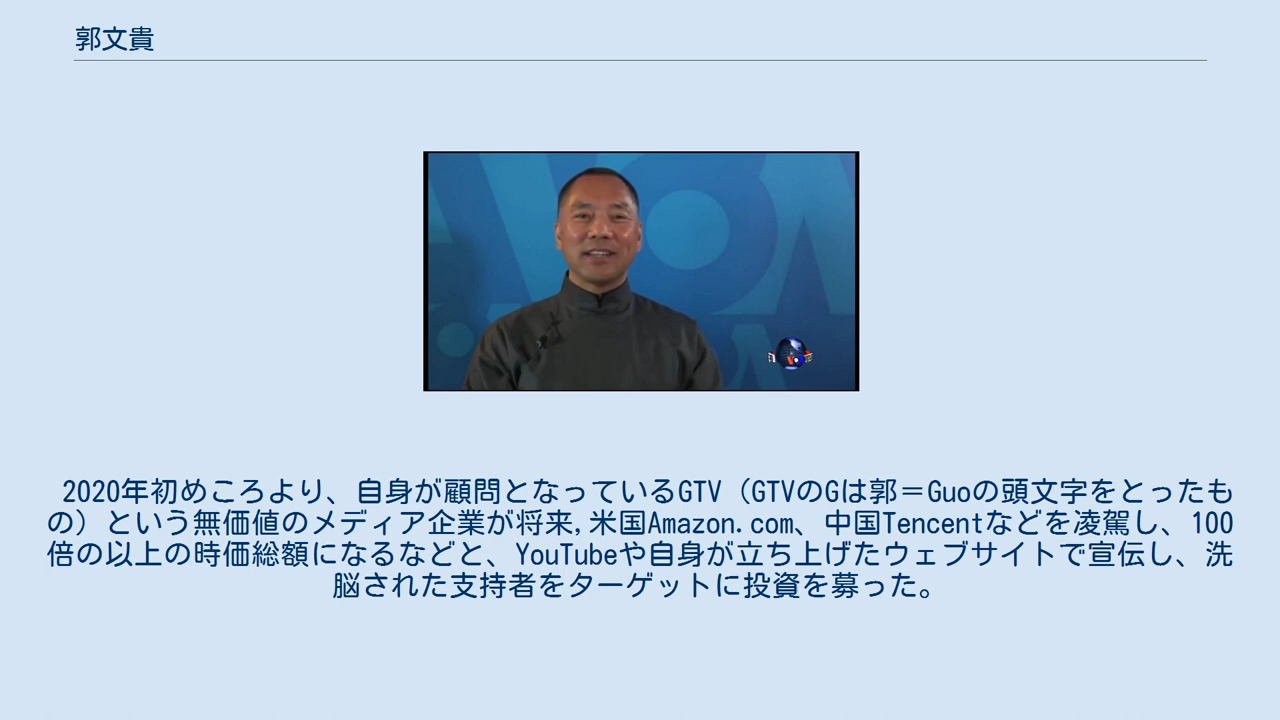 郭文貴
2020年初めころより、自身が顧問となっているGTV（GTVのGは郭＝Guoの頭文字をとったも
の）という無価値のメディア企業が将来,米国Amazon.com、中国Tencentなどを凌駕し、100
倍の以上の時価総額になるなどと、YouTubeや自身が立ち上げたウェブサイトで宣伝し、洗
脳された支持者をターゲットに投資を募った。